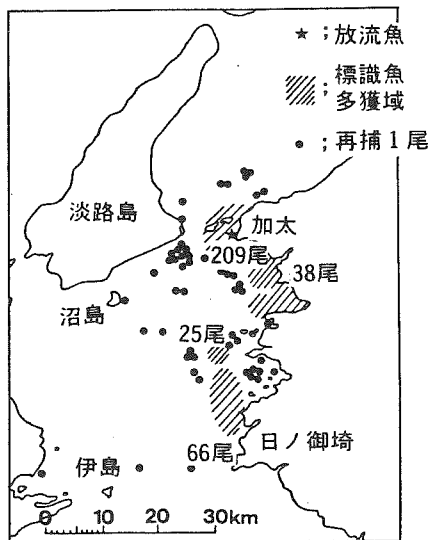 ★ ; 放流魚
; 標識魚
多獲域
● ; 再捕1尾
淡路島
加太
209尾
38尾
沼島
25尾
日ノ御埼
66尾
伊島
0 10 20 30km